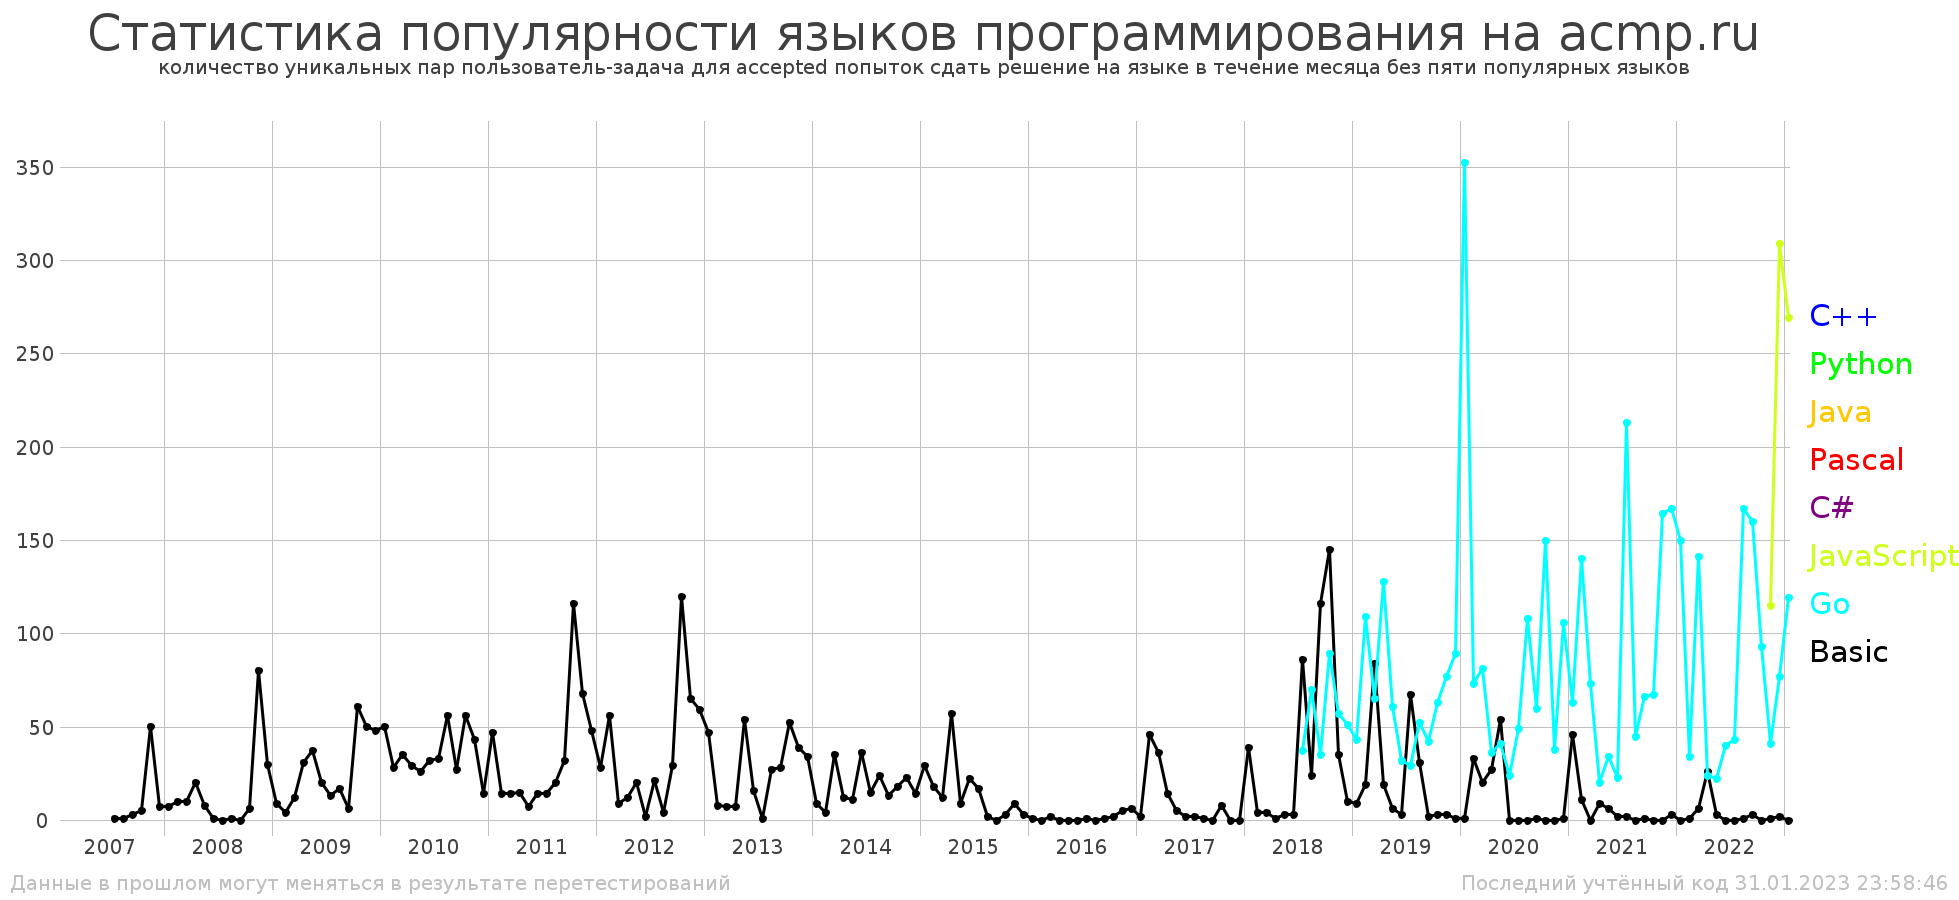 Статистика популярности языков программирования на acmp.ru
количество уникальных пар пользователь-задача для accepted попыток сдать решение на языке в течение месяца без пяти популярных языков
350
300
250
200
150
100
50
0
C++
Python
Java
Pascal
C#
JavaScript
Go
Basic
2007 2008 2009 2010 2011 2012 2013 2014 2015 2016 2017 2018 2019 2020 2021 2022
Данные в прошлом могут меняться в результате перетестирований
Последний учтённый код 31.01.2023 23:58:46